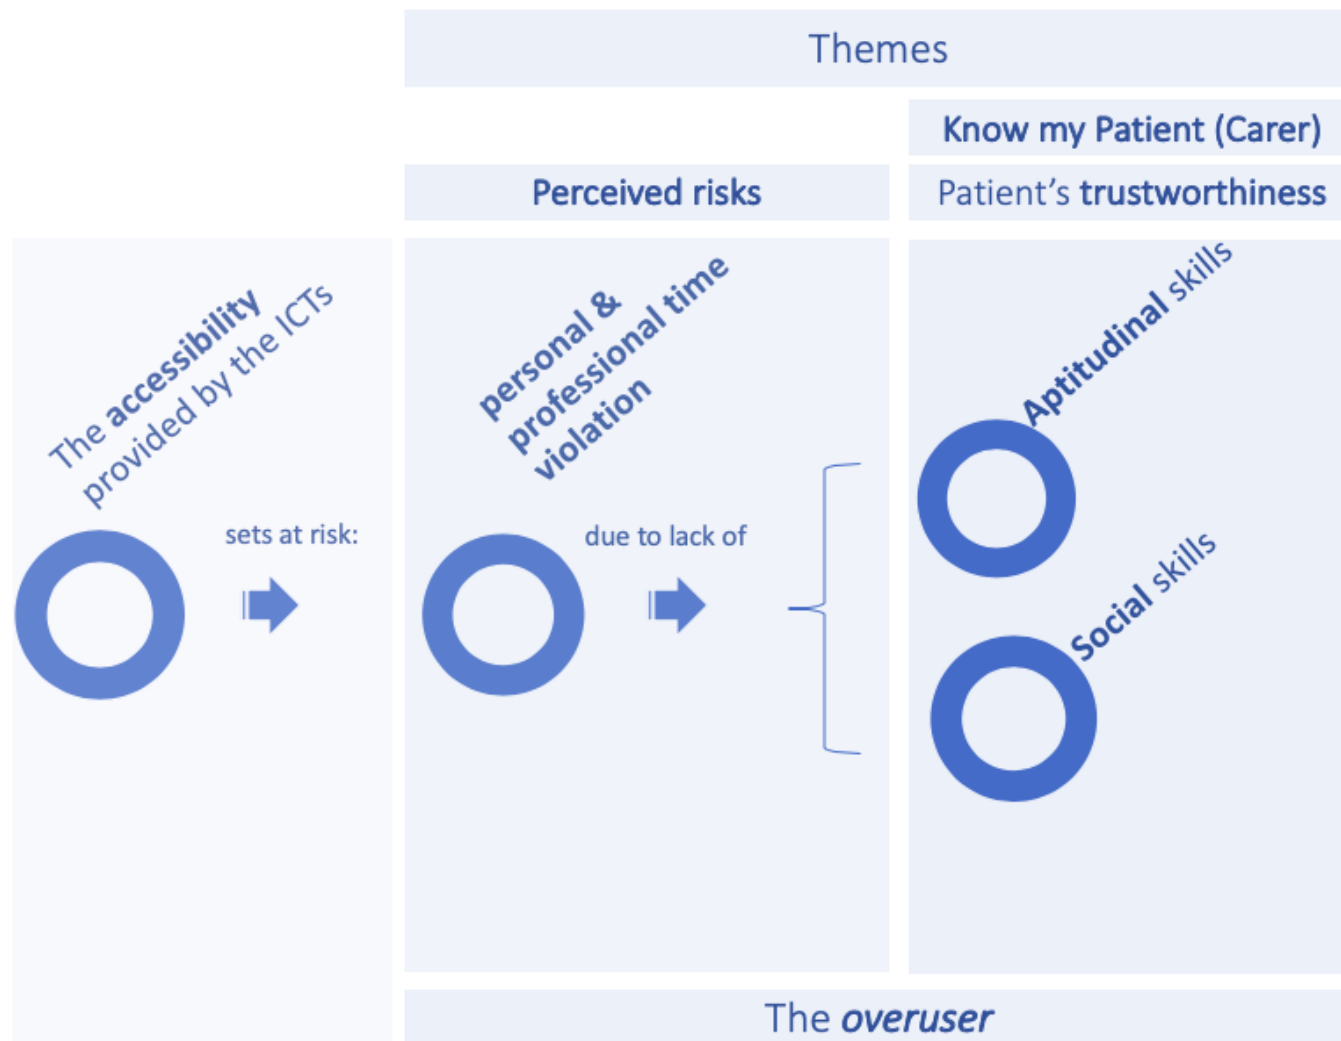 Themes
Know my Patient (Carer)
Perceived risks
Patient's trustworthiness
The accessibility
provided by the ICTs
sets at risk:
personal &
professional time
violation
due to lack of
Aptitudinal skills
Social skills
The overuser